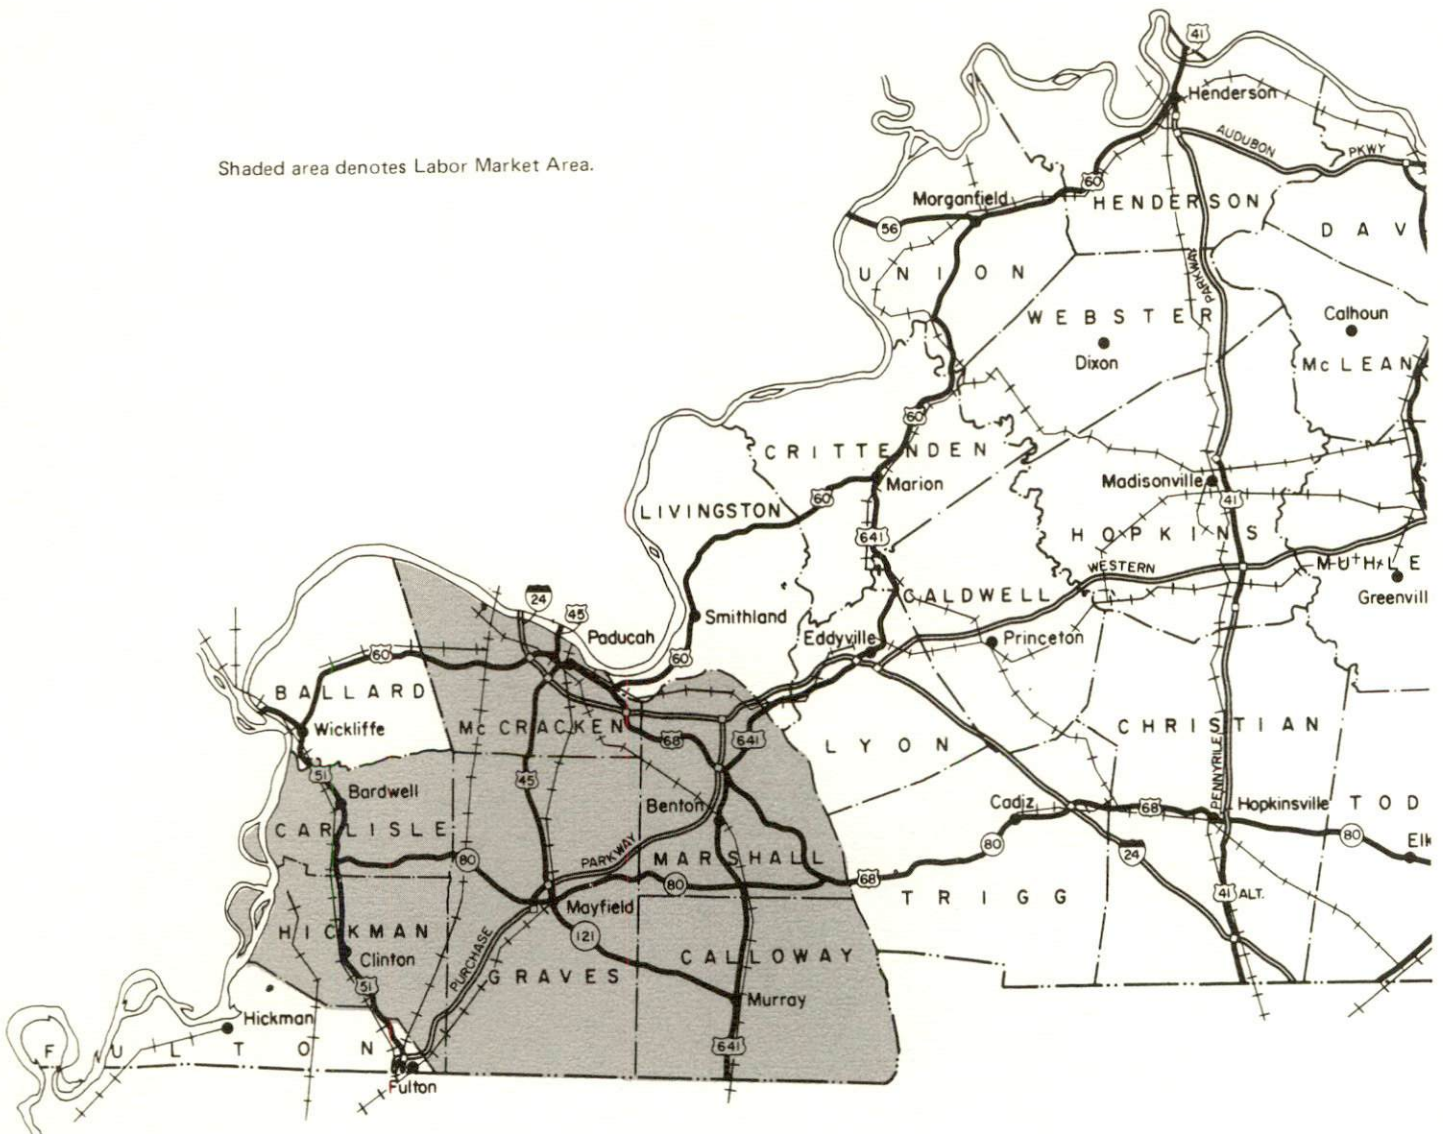 Shaded area denotes Labor Market Area.
41
Henderson
AUDUBON
PKWY
60
Morganfield
HENDERSON
56
DAV
UNION
PARKWAY
WEBSTER
Calhoun
Dixon
McLEAN
60
CRITTENDEN
Marion
Madisonville
60
41
LIVINGSTON
HOPKINS
641
WESTERN
MUHLE
CALDWELL
Greenvill
24
45
Smithland
Paducah
Eddyville
Princeton
60
60
BALLARD
McCRACKEN
CHRISTIAN
Wickliffe
68
641
LYON
51
45
PENNYRILE
Bardwell
Benton
Cadiz
68
Hopkinsville
TOD
CARLISLE
80
80
Elk
PARKWAY
MARSHALL
24
80
80
68
TRIGG
41
ALT.
Mayfield
HICKMAN
121
PURCHASE
CALLOWAY
Clinton
GRAVES
51
Murray
Hickman
FULTON
641
Fulton